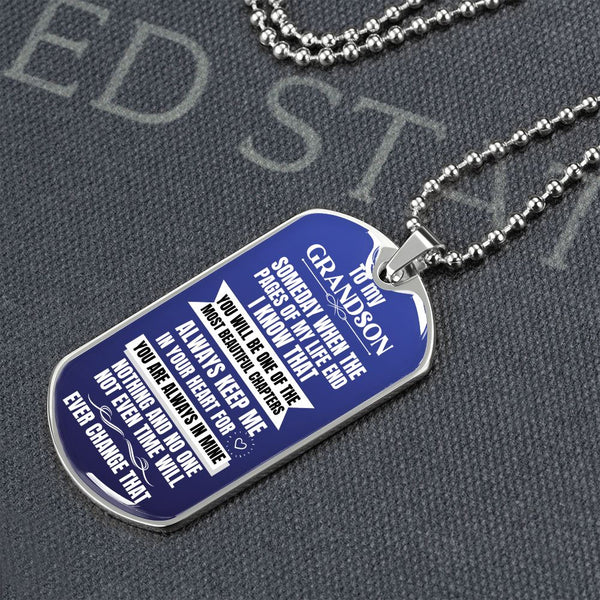 ED STAT
TO MY
GRANDSON
SOMEDAY WHEN THE
PAGES OF MY LIFE END
I KNOW THAT
YOU WILL BE ONE OF THE
MOST BEAUTIFUL CHAPTERS
ALWAYS KEEP ME
IN YOUR HEART FOR
YOU ARE ALWAYS IN MINE
NOTHING AND NO ONE
NOT EVEN TIME WILL
EVER CHANGE THAT